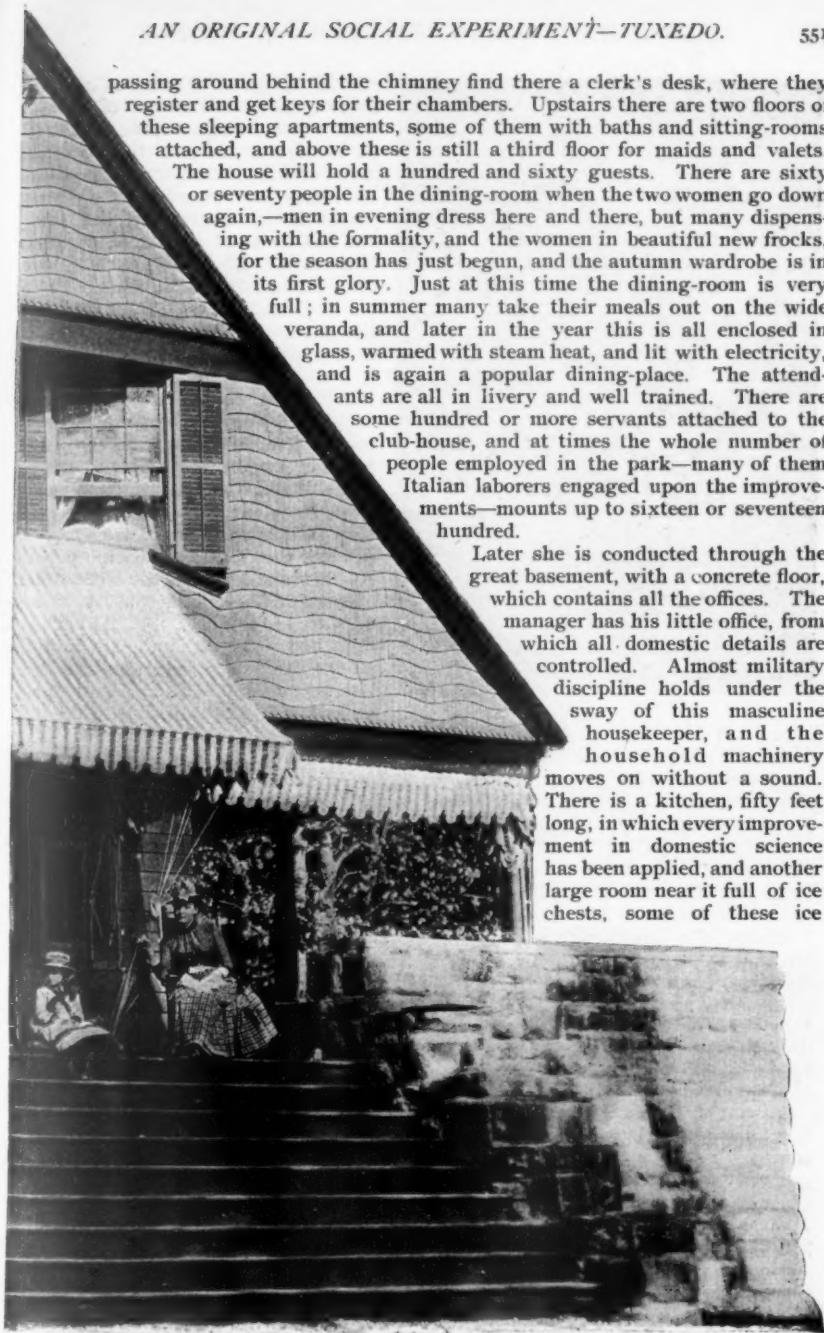 AN ORIGINAL SOCIAL EXPERIMENT—TUXEDO. 551
passing around behind the chimney find there a clerk's desk, where they
register and get keys for their chambers. Upstairs there are two floors of
these sleeping apartments, some of them with baths and sitting-rooms
attached, and above these is still a third floor for maids and valets
The house will hold a hundred and sixty guests. There are sixty
or seventy people in the dining-room when the two women go down
again,—men in evening dress here and there, but many dispens-
ing with the formality, and the women in beautiful new frocks,
for the season has just begun, and the autumn wardrobe is in
its first glory. Just at this time the dining-room is very
full; in summer many take their meals out on the wide
veranda, and later in the year this is all enclosed in
glass, warmed with steam heat, and lit with electricity,
and is again a popular dining-place. The attend-
ants are all in livery and well trained. There are
some hundred or more servants attached to the
club-house, and at times the whole number of
people employed in the park—many of them
Italian laborers engaged upon the improve-
ments—mounts up to sixteen or seventeen
hundred.
Later she is conducted through the
great basement, with a concrete floor,
which contains all the offices. The
manager has his little office, from
which all domestic details are
controlled. Almost military
discipline holds under the
sway of this masculine
housekeeper, and the
household machinery
moves on without a sound.
There is a kitchen, fifty feet
long, in which every improve-
ment in domestic science
has been applied, and another
large room near it full of ice
chests, some of these ice